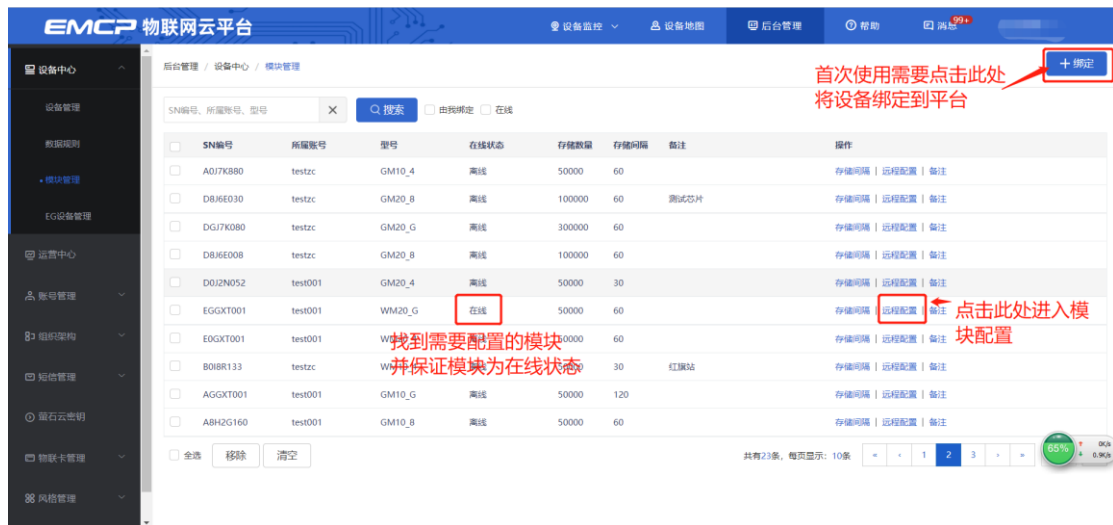 EMCP 物联网云平台
设备监控 设备地图 后台管理 帮助 消息 99+
设备中心
设备管理
数据规则
模块管理
EG设备管理
运营中心
账号管理
组织架构
短信管理
萤石云密钥
物联卡管理
风格管理
后台管理 / 设备中心 / 模块管理
+ 绑定
首次使用需要点击此处
将设备绑定到平台
SN编号、所属账号、型号 × 搜索 由我绑定 在线
SN编号 所属账号 型号 在线状态 存储数量 存储间隔 备注 操作
A0J7K880 testzc GM10_4 离线 50000 60 存储间隔 | 远程配置 | 备注
D8J6E030 testzc GM20_8 离线 100000 60 测试芯片 存储间隔 | 远程配置 | 备注
DGJ7K080 testzc GM20_G 离线 300000 60 存储间隔 | 远程配置 | 备注
D8J6E008 testzc GM20_8 离线 100000 60 存储间隔 | 远程配置 | 备注
D0J2N052 test001 GM20_4 离线 50000 30 存储间隔 | 远程配置 | 备注
EGGXT001 test001 WM20_G 在线 50000 60 存储间隔 | 远程配置 | 备注
点击此处进入模
块配置
E0GXT001 test001 60 存储间隔 | 远程配置 | 备注
找到需要配置的模块
并保证模块为在线状态
B0I8R133 testzc 30 红旗站 存储间隔 | 远程配置 | 备注
AGGXT001 test001 GM10_G 离线 50000 120 存储间隔 | 远程配置 | 备注
A8H2G160 test001 GM10_8 离线 50000 60 存储间隔 | 远程配置 | 备注
全选 移除 清空 共有23条, 每页显示: 10条 « ‹ 1 2 3 › »
65% 0K/s
0.9K/s